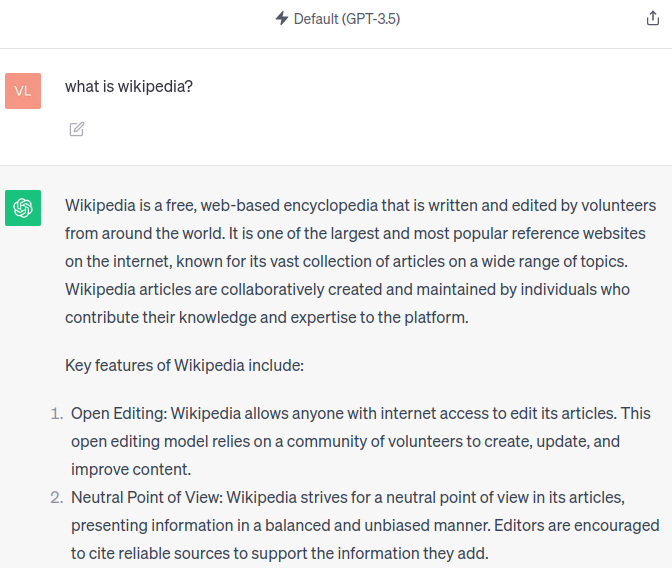 Default (GPT-3.5)
VL
what is wikipedia?
Wikipedia is a free, web-based encyclopedia that is written and edited by volunteers
from around the world. It is one of the largest and most popular reference websites
on the internet, known for its vast collection of articles on a wide range of topics.
Wikipedia articles are collaboratively created and maintained by individuals who
contribute their knowledge and expertise to the platform.
Key features of Wikipedia include:
1. Open Editing: Wikipedia allows anyone with internet access to edit its articles. This
open editing model relies on a community of volunteers to create, update, and
improve content.
2. Neutral Point of View: Wikipedia strives for a neutral point of view in its articles,
presenting information in a balanced and unbiased manner. Editors are encouraged
to cite reliable sources to support the information they add.